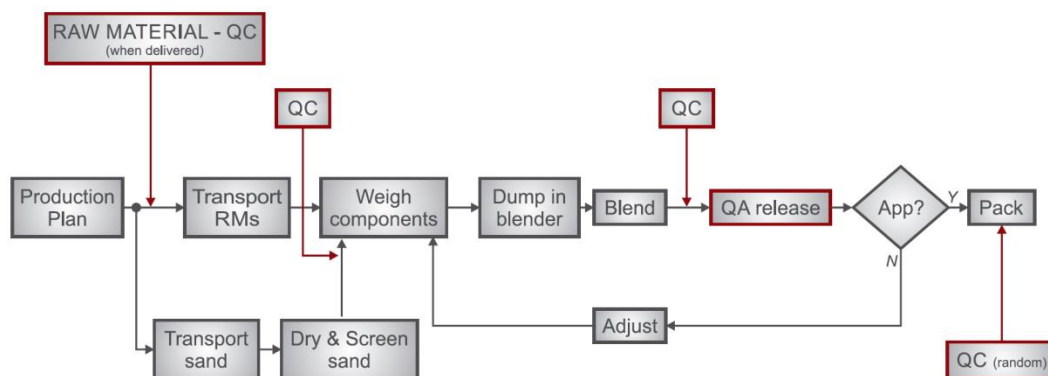 RAW MATERIAL - QC
(when delivered)
QC
QC
Production
Plan
Transport
RMs
Weigh
components
Dump in
blender
Blend
QA release
App?
Y
Pack
N
Transport
sand
Dry & Screen
sand
Adjust
QC (random)